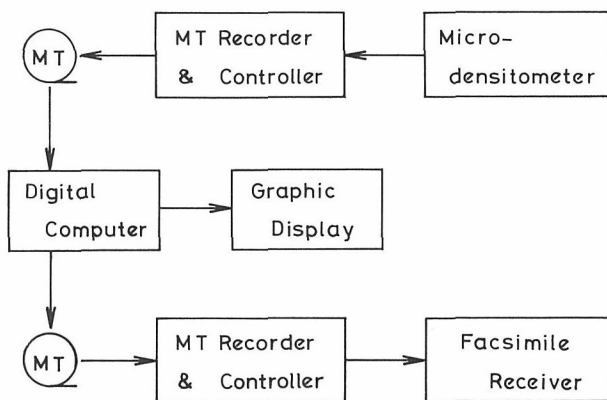 MT
MT Recorder
& Controller
Micro-
densitometer
Digital
Computer
Graphic
Display
MT
MT Recorder
& Controller
Facsimile
Receiver